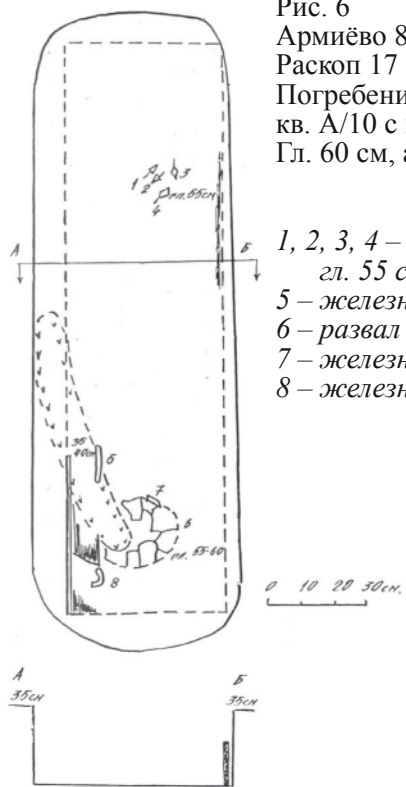 Рис. 6
Армиёво 8
Раскоп 17
Погребени
кв. А/10 с
Гл. 60 см, а
1 2 3
4 гл. 55 см
А Б
1, 2, 3, 4 –
гл. 55 с
5 – железн
6 – развал
7 – железн
8 – железн
35
40см
5
7
6
гл. 55-60
8
0 10 20 30 см.
А Б
35 см 35 см